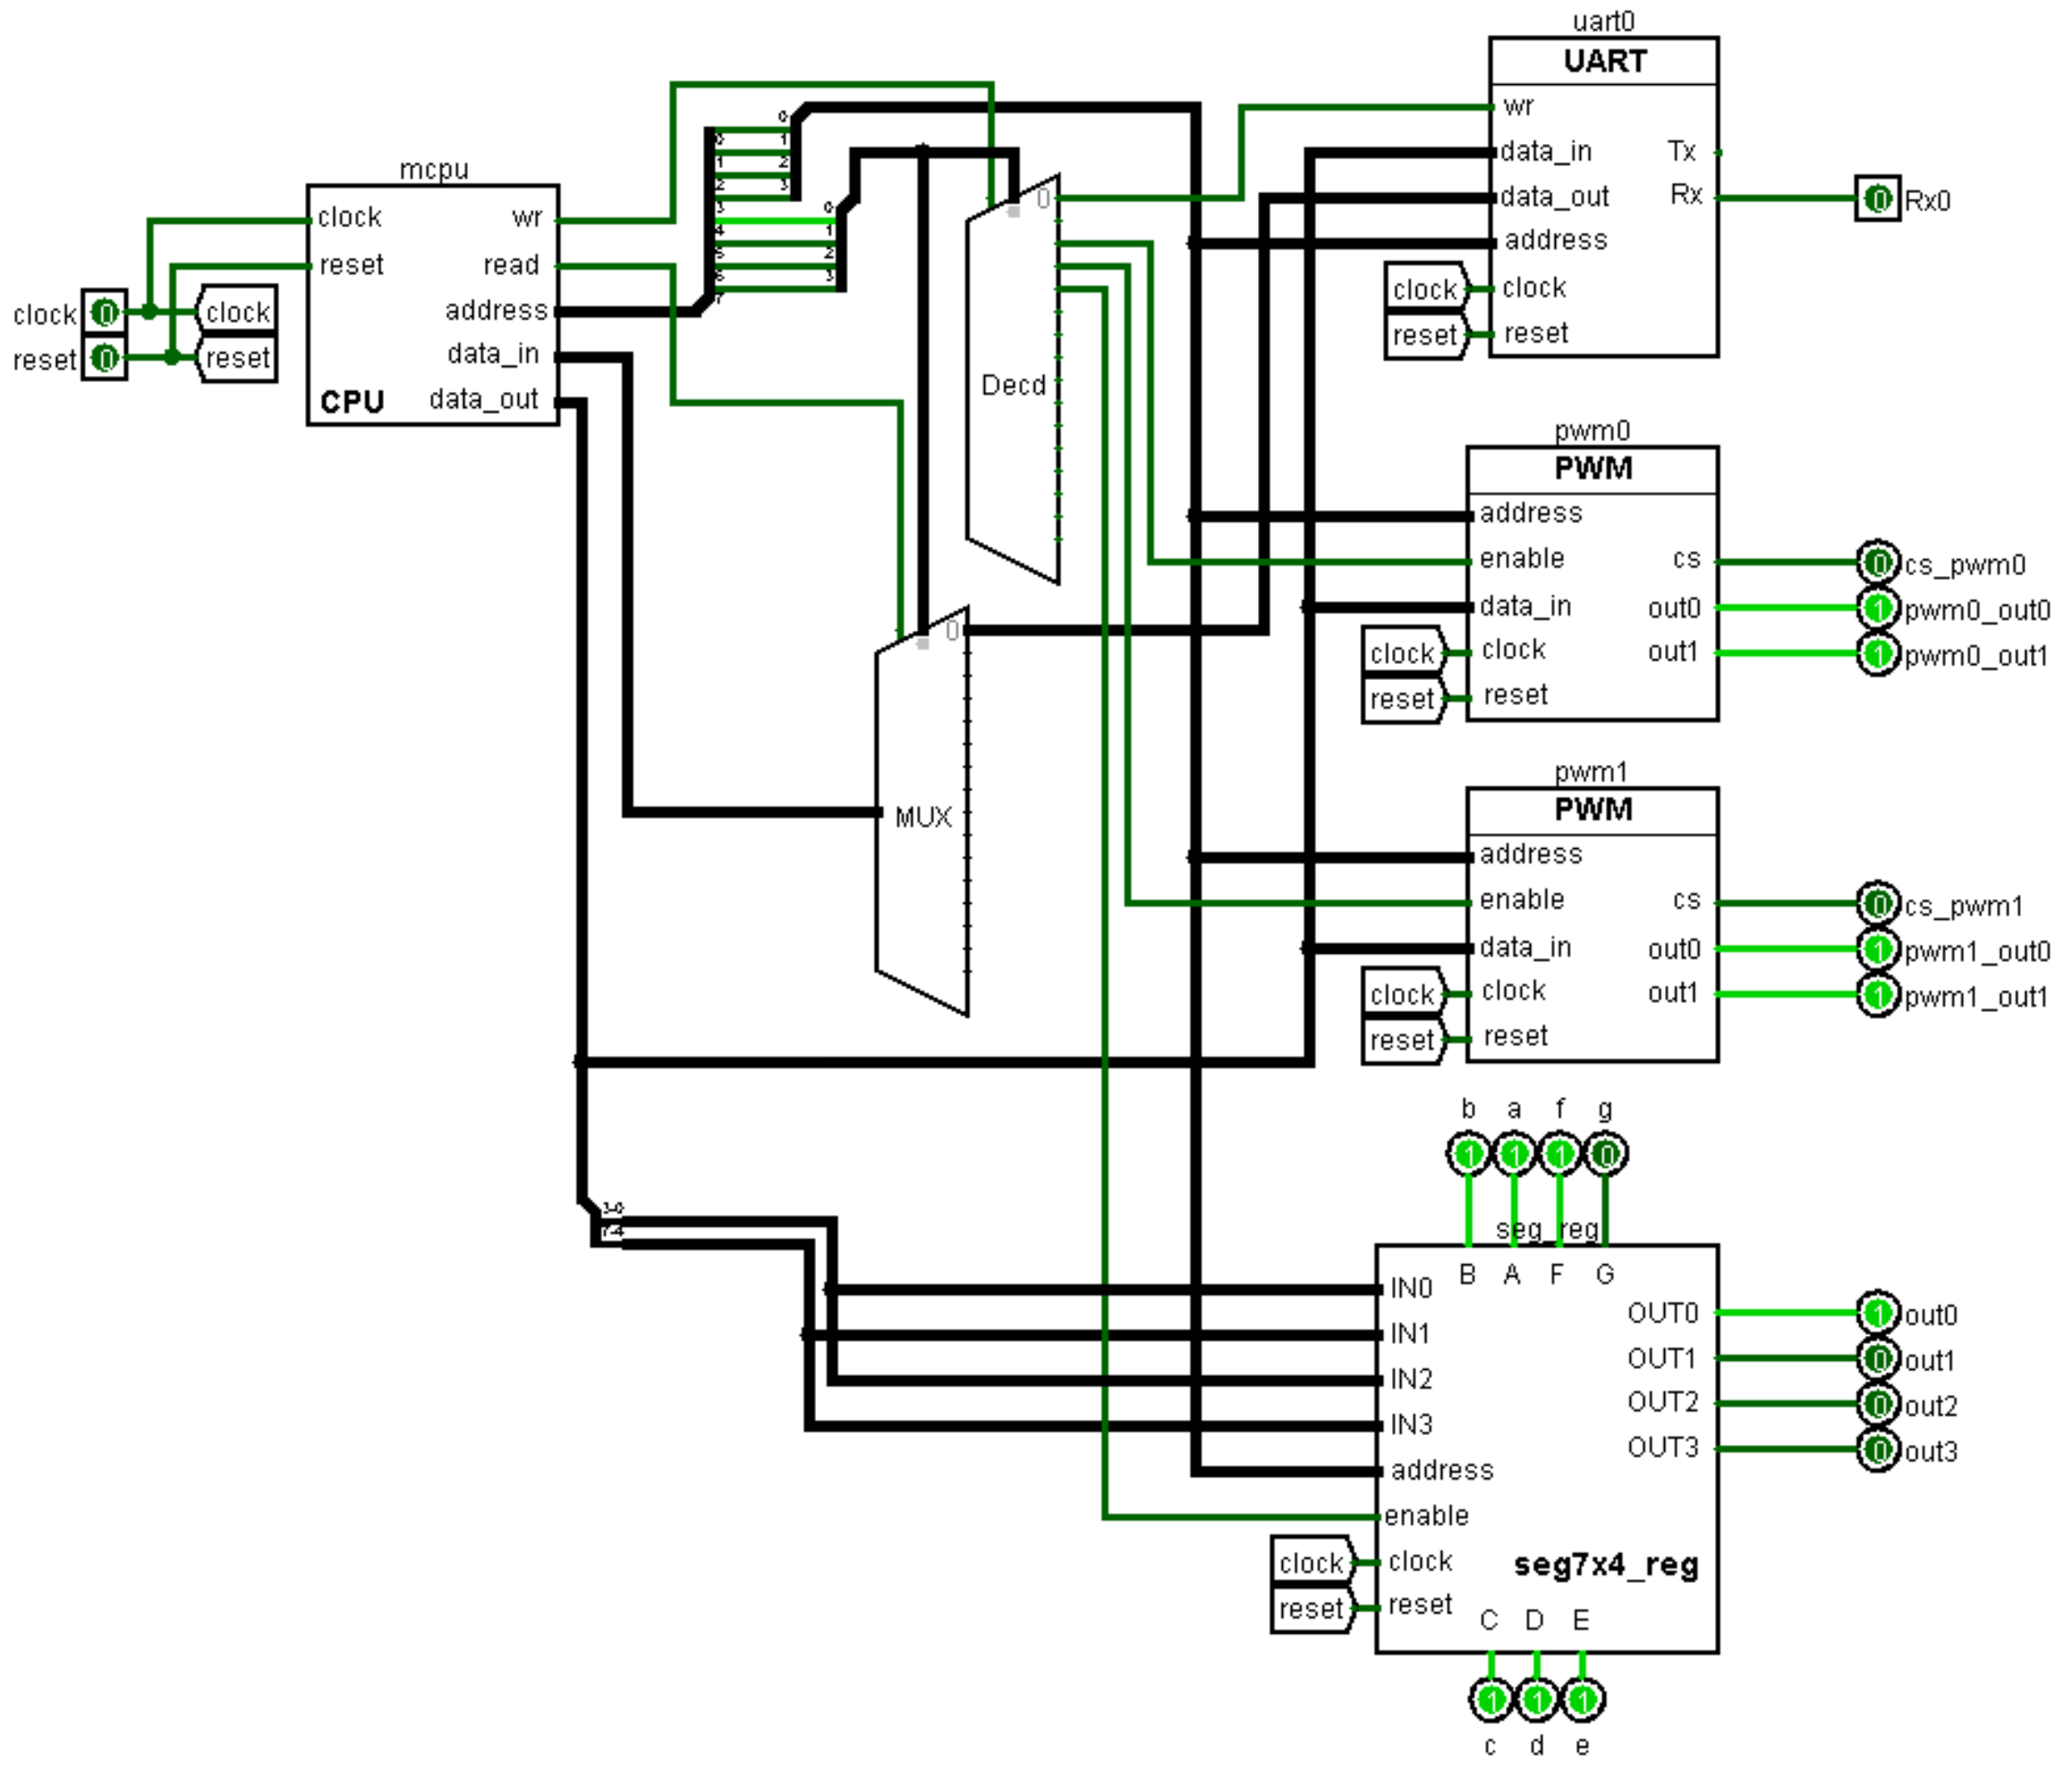 uart0
UART
wr
data_in
data_out
address
clock
reset
Tx
Rx
0 Rx0
clock
reset
mcpu
clock
reset
wr
read
address
data_in
data_out
CPU
clock 0
reset 0
clock
reset
0
1
2
3
0
1
2
3
4
5
6
7
0
1
2
3
0
Decd
0
MUX
pwm0
PWM
address
enable
data_in
clock
reset
cs
out0
out1
clock
reset
0 cs_pwm0
1 pwm0_out0
1 pwm0_out1
pwm1
PWM
address
enable
data_in
clock
reset
cs
out0
out1
clock
reset
0 cs_pwm1
1 pwm1_out0
1 pwm1_out1
3-0
7-4
b a f g
1 1 1 0
seg_reg
B A F G
IN0
IN1
IN2
IN3
address
enable
clock
reset
OUT0
OUT1
OUT2
OUT3
1 out0
0 out1
0 out2
0 out3
clock
reset
seg7x4_reg
C D E
1 1 1
c d e